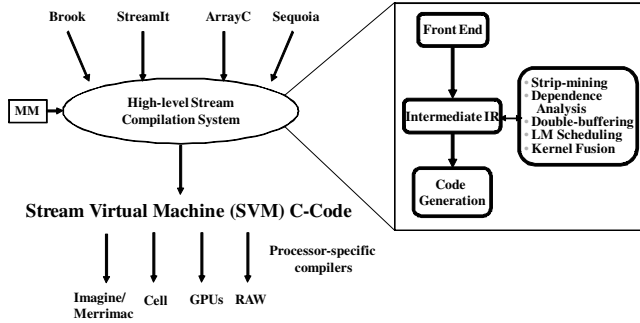 Brook
StreamIt
ArrayC
Sequoia
MM
High-level Stream
Compilation System
Stream Virtual Machine (SVM) C-Code
Processor-specific
compilers
Imagine/
Merrimac
Cell
GPUs
RAW
Front End
Intermediate IR
Code
Generation
• Strip-mining
• Dependence
Analysis
• Double-buffering
• LM Scheduling
• Kernel Fusion